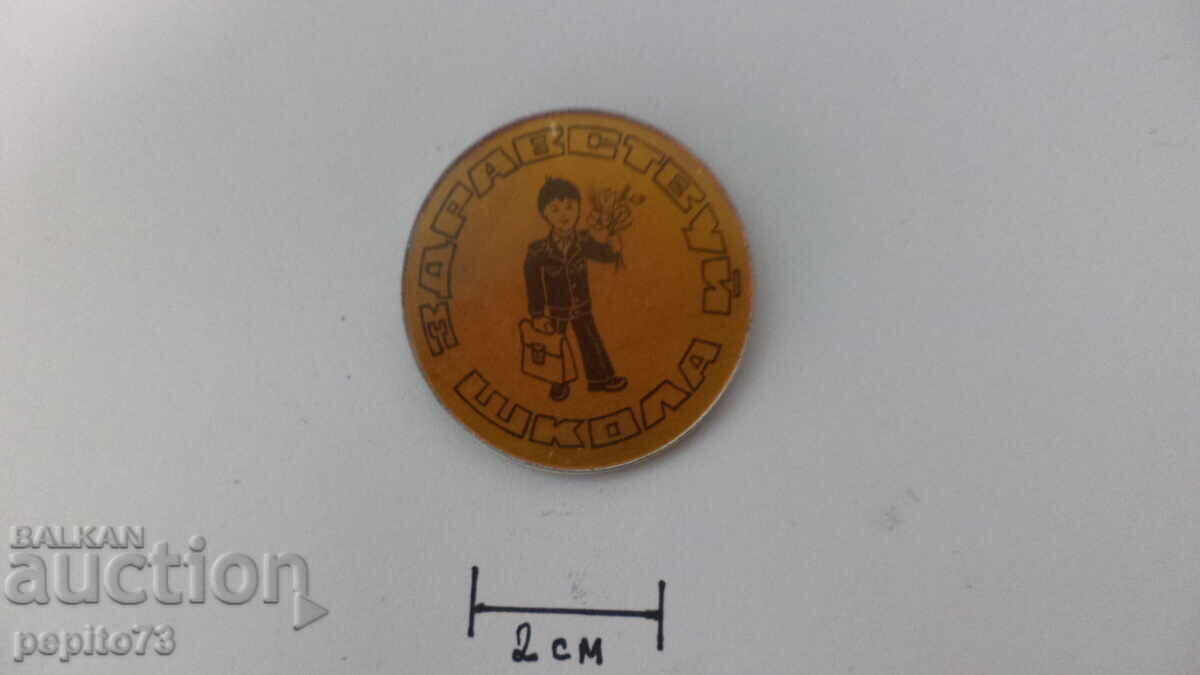 ЗДРАВСТВУЙ
ШКОЛА
2 см
BALKAN
auction
pepito73